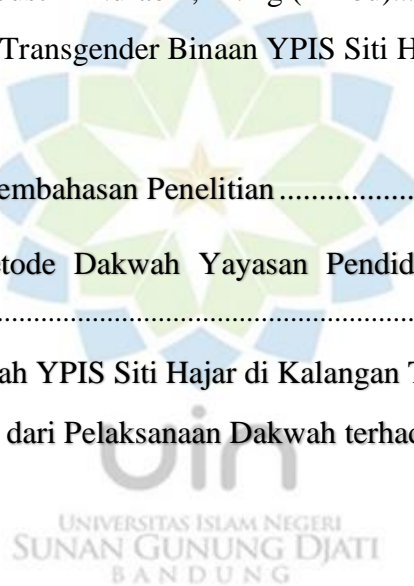 Transgender Binaan YPIS Siti H
embahasan Penelitian ..................
tode Dakwah Yayasan Pendid
........................................................
ah YPIS Siti Hajar di Kalangan T
dari Pelaksanaan Dakwah terhad
uin
UNIVERSITAS ISLAM NEGERI
SUNAN GUNUNG DJATI
BANDUNG